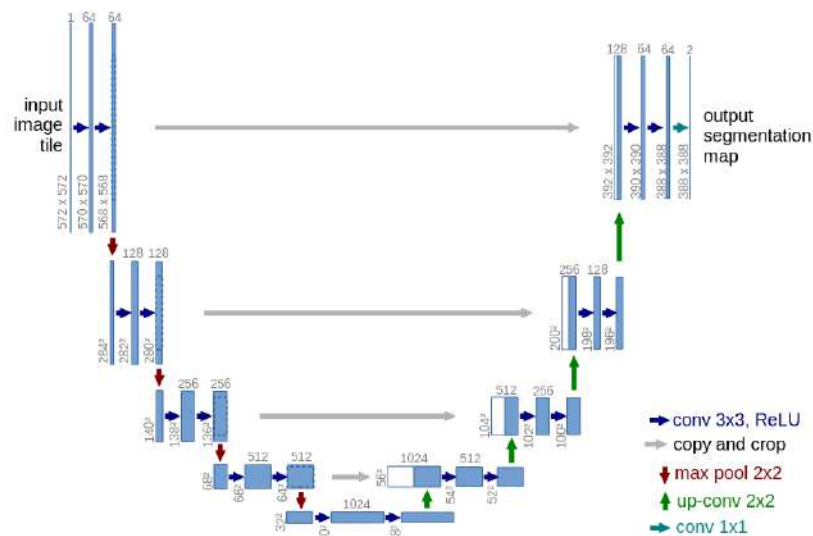 1 64 64
input
image
tile
572 x 572
570 x 570
568 x 568
128 64 64 2
output
segmentation
map
392 x 392
390 x 390
388 x 388
388 x 388
128 128
284²
282²
280²
256 128
200²
198²
196²
256 256
140²
138²
136²
512 256
104²
102²
100²
512 512
68²
66²
64²
1024 512
56²
54²
52²
1024
32²
0²
8²
conv 3x3, ReLU
copy and crop
max pool 2x2
up-conv 2x2
conv 1x1